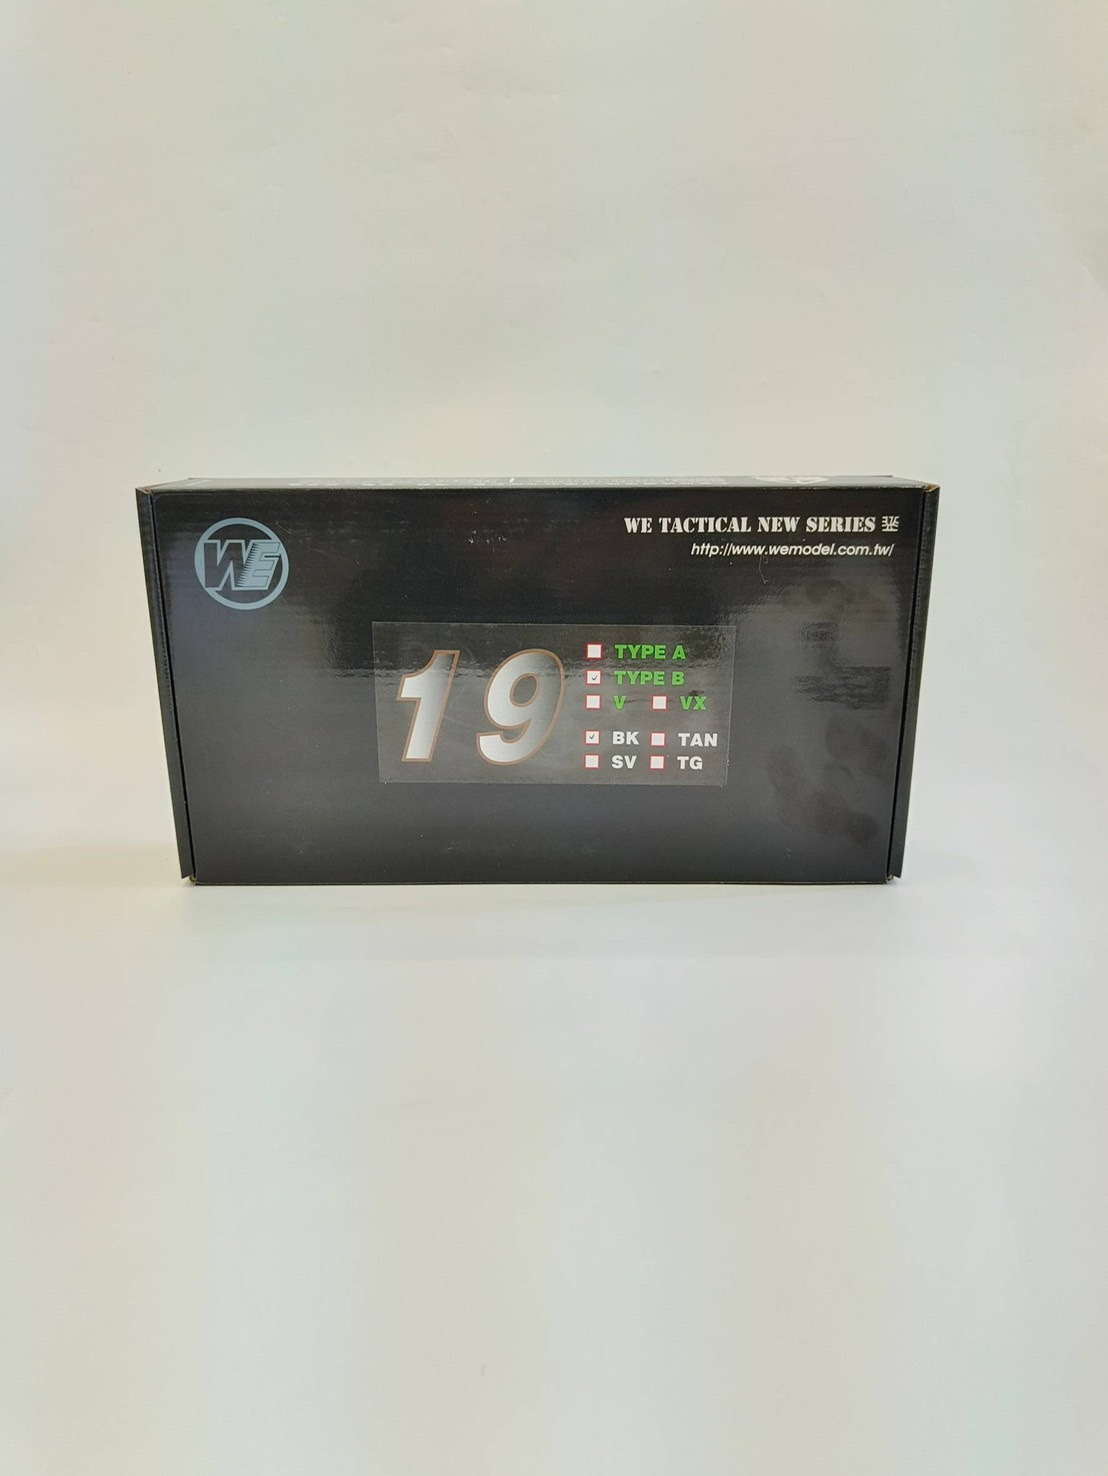 WE
WE TACTICAL NEW SERIES
http://www.wemodel.com.tw/
19
TYPE A
TYPE B
V VX
BK TAN
SV TG